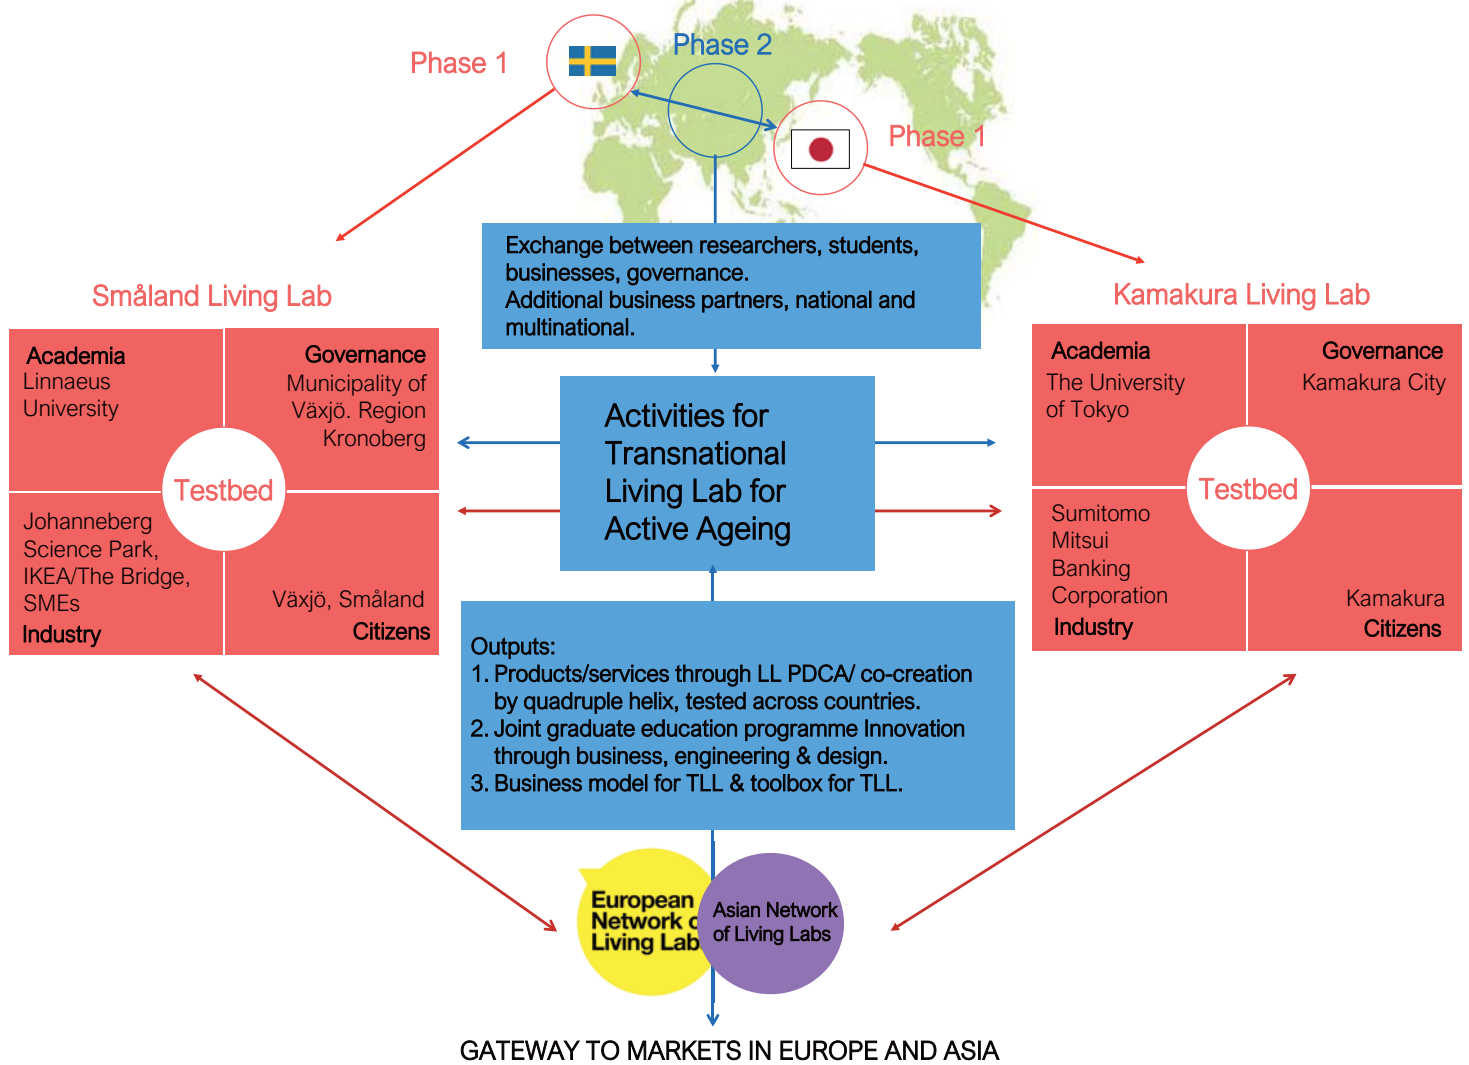 Phase 1
Phase 2
Phase 1
Exchange between researchers, students,
businesses, governance.
Additional business partners, national and
multinational.
Småland Living Lab
Academia
Linnaeus
University
Governance
Municipality of
Växjö. Region
Kronoberg
Testbed
Johanneberg
Science Park,
IKEA/The Bridge,
SMEs
Industry
Växjö, Småland
Citizens
Activities for
Transnational
Living Lab for
Active Ageing
Kamakura Living Lab
Academia
The University
of Tokyo
Governance
Kamakura City
Testbed
Sumitomo
Mitsui
Banking
Corporation
Industry
Kamakura
Citizens
Outputs:
1. Products/services through LL PDCA/ co-creation
by quadruple helix, tested across countries.
2. Joint graduate education programme Innovation
through business, engineering & design.
3. Business model for TLL & toolbox for TLL.
European
Network o
Living Lab
Asian Network
of Living Labs
GATEWAY TO MARKETS IN EUROPE AND ASIA